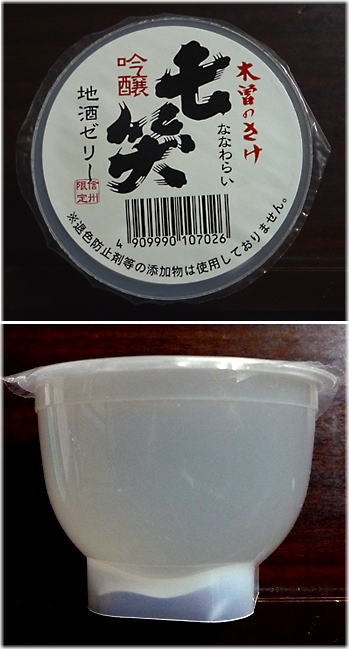 木曽のさけ
七笑
ななわらい
吟醸
地酒ゼリー
信州
限定
4 909990 107026
※退色防止剤等の添加物は使用しておりません。